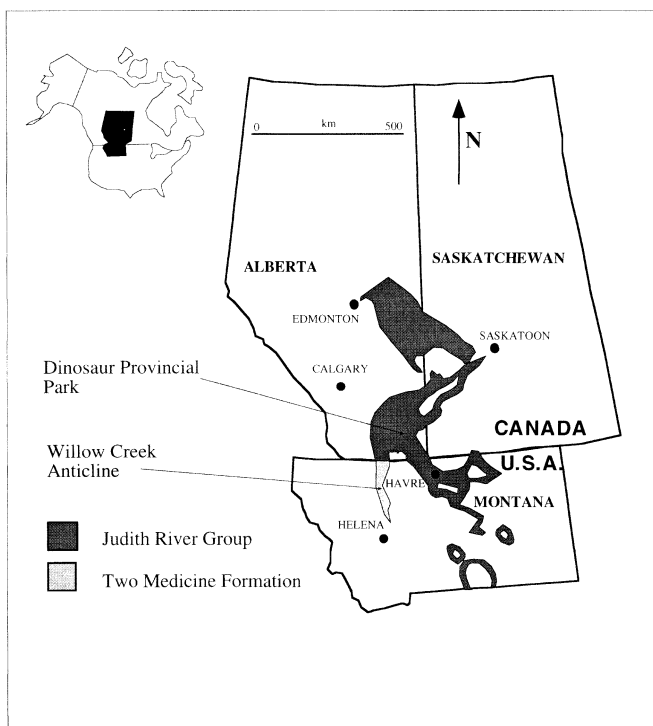 0 km 500
N
ALBERTA
SASKATCHEWAN
EDMONTON
SASKATOON
Dinosaur Provincial
Park
CALGARY
CANADA
Willow Creek
Anticline
U.S.A.
HAVRE
MONTANA
HELENA
Judith River Group
Two Medicine Formation